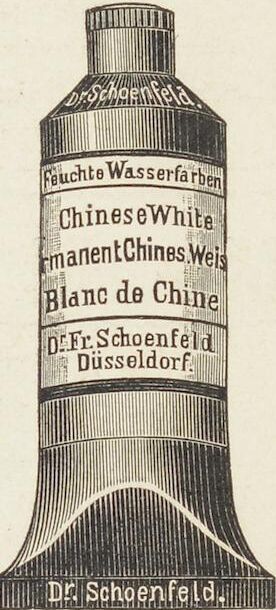 Dr. Schoenfeld.
Feuchte Wasserfarben
Chinese White
rmanent Chines. Weis
Blanc de Chine
Dr. Fr. Schoenfeld
Düsseldorf.
Dr. Schoenfeld.